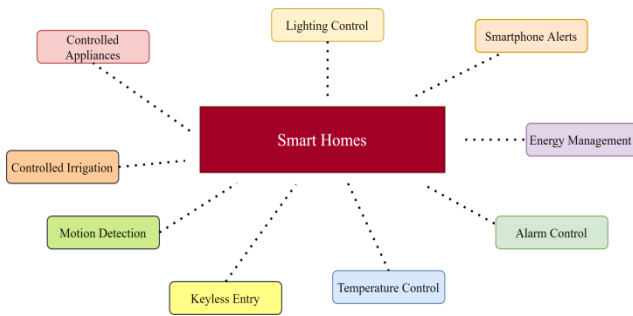 Lighting Control
Smartphone Alerts
Controlled
Appliances
Smart Homes
Energy Management
Controlled Irrigation
Motion Detection
Alarm Control
Keyless Entry
Temperature Control